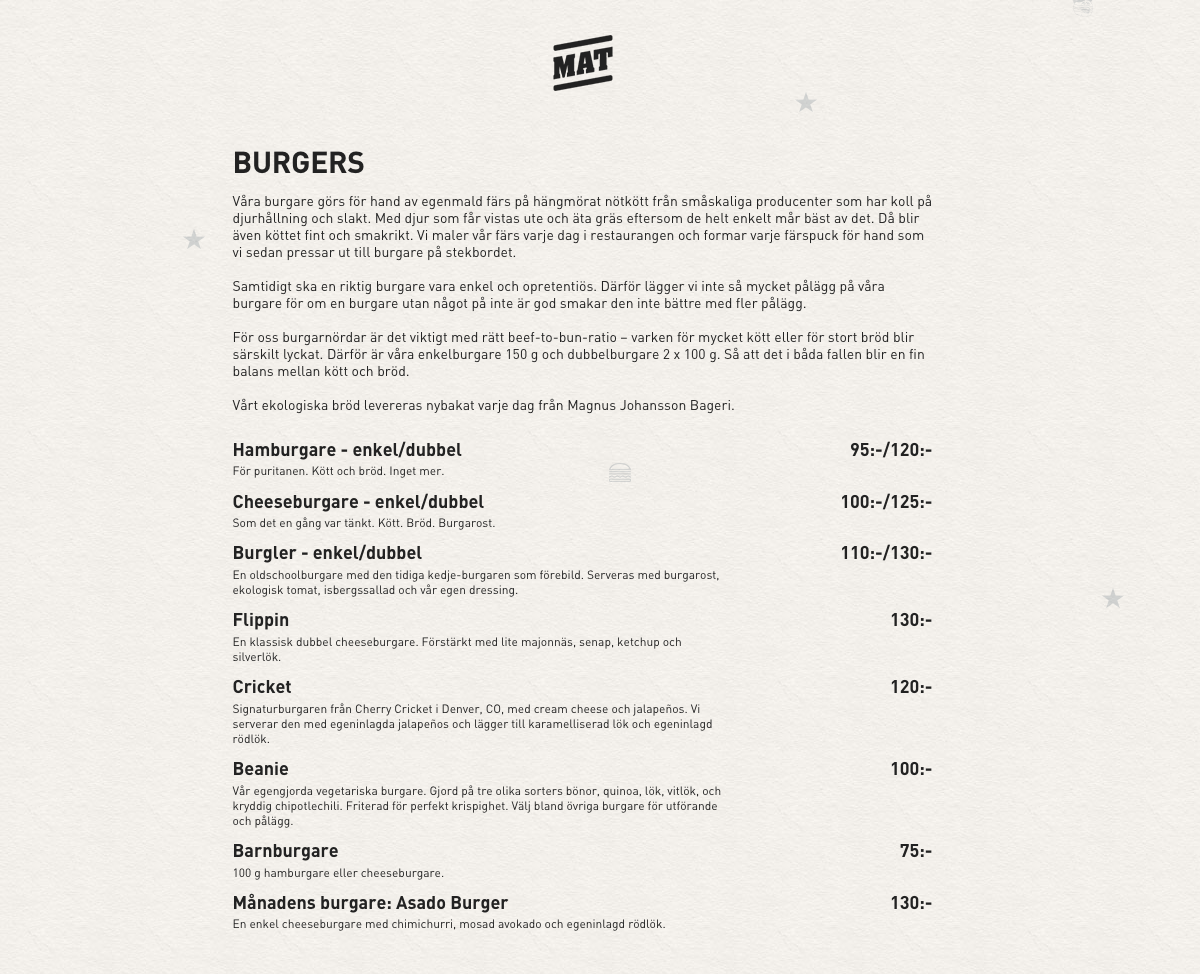 MAT
BURGERS
Våra burgare görs för hand av egenmald färs på hängmörat nötkött från småskaliga producenter som har koll på
djurhållning och slakt. Med djur som får vistas ute och äta gräs eftersom de helt enkelt mår bäst av det. Då blir
även köttet fint och smakrikt. Vi maler vår färs varje dag i restaurangen och formar varje färspuck för hand som
vi sedan pressar ut till burgare på stekbordet.
Samtidigt ska en riktig burgare vara enkel och opretentiös. Därför lägger vi inte så mycket pålägg på våra
burgare för om en burgare utan något på inte är god smakar den inte bättre med fler pålägg.
För oss burgarnördar är det viktigt med rätt beef-to-bun-ratio – varken för mycket kött eller för stort bröd blir
särskilt lyckat. Därför är våra enkelburgare 150 g och dubbelburgare 2 x 100 g. Så att det i båda fallen blir en fin
balans mellan kött och bröd.
Vårt ekologiska bröd levereras nybakat varje dag från Magnus Johansson Bageri.
Hamburgare - enkel/dubbel 95:-/120:-
För puritanen. Kött och bröd. Inget mer.
Cheeseburgare - enkel/dubbel 100:-/125:-
Som det en gång var tänkt. Kött. Bröd. Burgarost.
Burgler - enkel/dubbel 110:-/130:-
En oldschoolburgare med den tidiga kedje-burgaren som förebild. Serveras med burgarost,
ekologisk tomat, isbergssallad och vår egen dressing.
Flippin 130:-
En klassisk dubbel cheeseburgare. Förstärkt med lite majonnäs, senap, ketchup och
silverlök.
Cricket 120:-
Signaturburgaren från Cherry Cricket i Denver, CO, med cream cheese och jalapeños. Vi
serverar den med egeninlagda jalapeños och lägger till karamelliserad lök och egeninlagd
rödlök.
Beanie 100:-
Vår egengjorda vegetariska burgare. Gjord på tre olika sorters bönor, quinoa, lök, vitlök, och
kryddig chipotlechili. Friterad för perfekt krispighet. Välj bland övriga burgare för utförande
och pålägg.
Barnburgare 75:-
100 g hamburgare eller cheeseburgare.
Månadens burgare: Asado Burger 130:-
En enkel cheeseburgare med chimichurri, mosad avokado och egeninlagd rödlök.